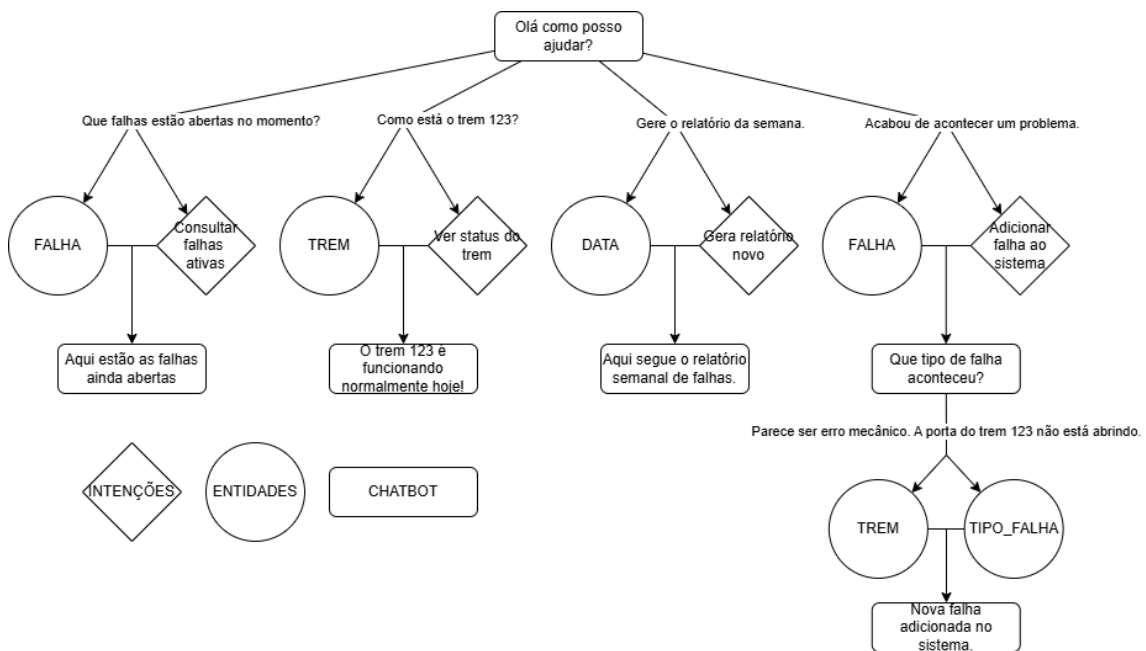 Olá como posso
ajudar?
Que falhas estão abertas no momento?
Como está o trem 123?
Gere o relatório da semana.
Acabou de acontecer um problema.
FALHA
Consultar
falhas
ativas
TREM
Ver status do
trem
DATA
Gera relatório
novo
FALHA
Adicionar
falha ao
sistema
Aqui estão as falhas
ainda abertas
O trem 123 é
funcionando
normalmente hoje!
Aqui segue o relatório
semanal de falhas.
Que tipo de falha
aconteceu?
Parece ser erro mecânico. A porta do trem 123 não está abrindo.
INTENÇÕES
ENTIDADES
CHATBOT
TREM
TIPO_FALHA
Nova falha
adicionada no
sistema.